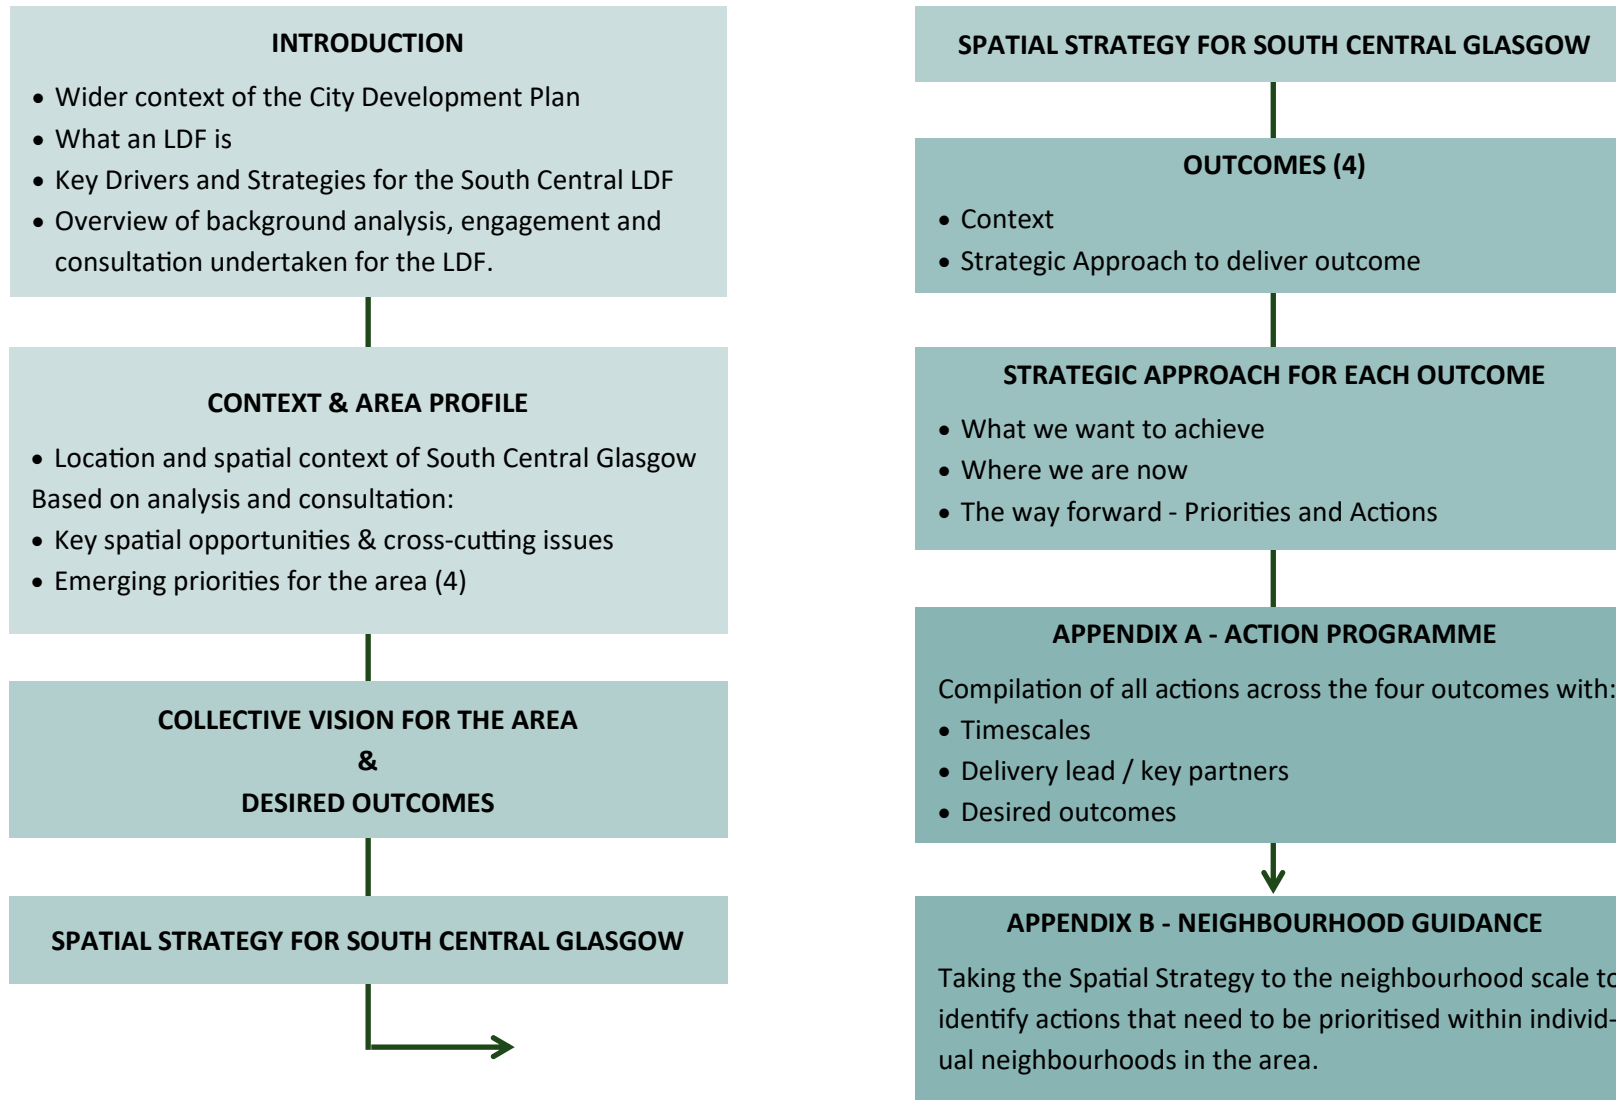 INTRODUCTION
• Wider context of the City Development Plan
• What an LDF is
• Key Drivers and Strategies for the South Central LDF
• Overview of background analysis, engagement and
consultation undertaken for the LDF.
CONTEXT & AREA PROFILE
• Location and spatial context of South Central Glasgow
Based on analysis and consultation:
• Key spatial opportunities & cross-cutting issues
• Emerging priorities for the area (4)
COLLECTIVE VISION FOR THE AREA
&
DESIRED OUTCOMES
SPATIAL STRATEGY FOR SOUTH CENTRAL GLASGOW
SPATIAL STRATEGY FOR SOUTH CENTRAL GLASGOW
OUTCOMES (4)
• Context
• Strategic Approach to deliver outcome
STRATEGIC APPROACH FOR EACH OUTCOME
• What we want to achieve
• Where we are now
• The way forward - Priorities and Actions
APPENDIX A - ACTION PROGRAMME
Compilation of all actions across the four outcomes with:
• Timescales
• Delivery lead / key partners
• Desired outcomes
APPENDIX B - NEIGHBOURHOOD GUIDANCE
Taking the Spatial Strategy to the neighbourhood scale to
identify actions that need to be prioritised within individ-
ual neighbourhoods in the area.